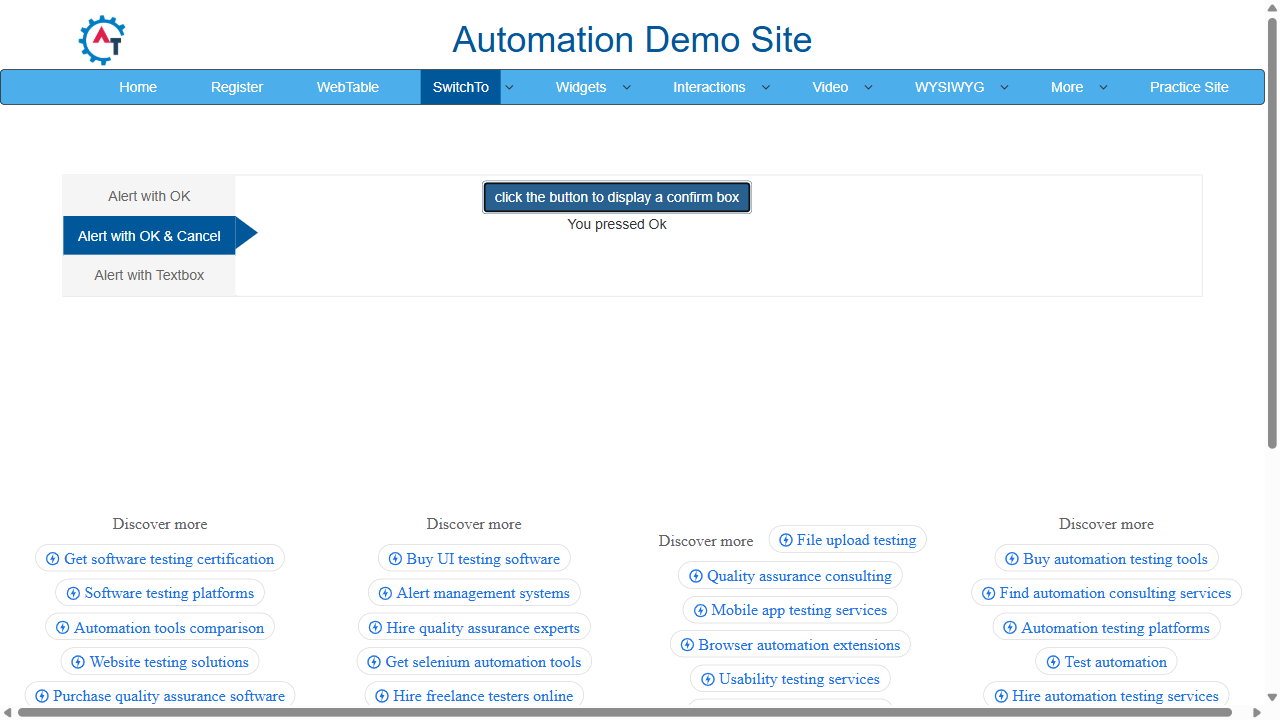 Automation Demo Site
Home Register WebTable SwitchTo Widgets Interactions Video WYSIWYG More Practice Site
Alert with OK
Alert with OK & Cancel
Alert with Textbox
click the button to display a confirm box
You pressed Ok
Discover more
Get software testing certification
Software testing platforms
Automation tools comparison
Website testing solutions
Purchase quality assurance software
Discover more
Buy UI testing software
Alert management systems
Hire quality assurance experts
Get selenium automation tools
Hire freelance testers online
Discover more File upload testing
Quality assurance consulting
Mobile app testing services
Browser automation extensions
Usability testing services
Discover more
Buy automation testing tools
Find automation consulting services
Automation testing platforms
Test automation
Hire automation testing services